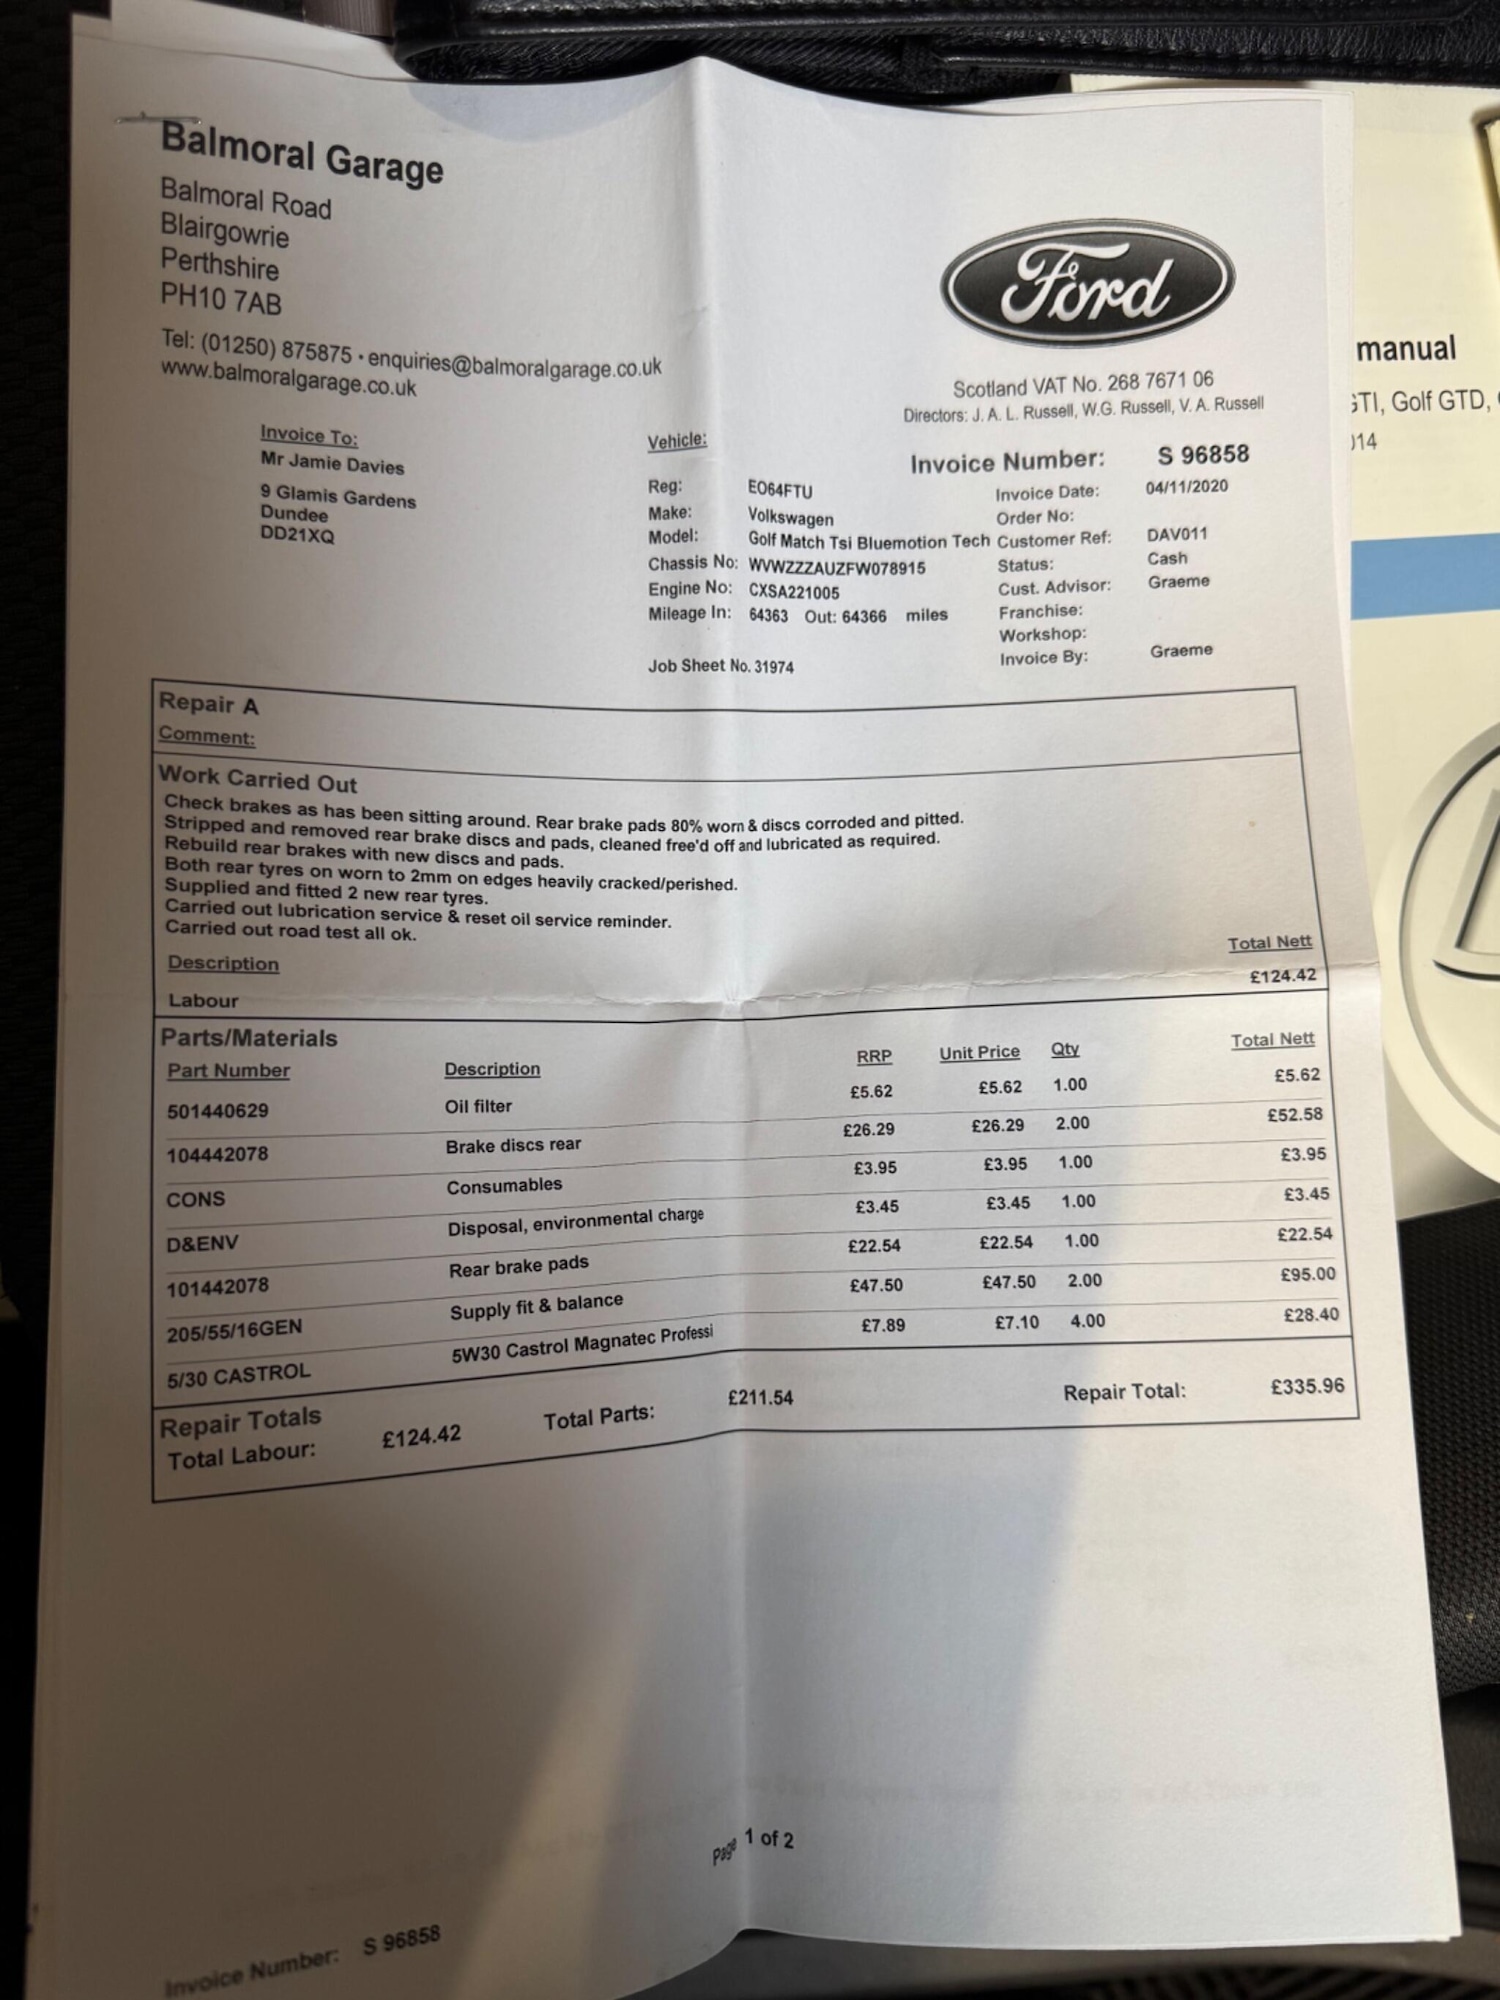 Balmoral Garage
Balmoral Road
Blairgowrie
Perthshire
PH10 7AB
Tel: (01250) 875875 • enquiries@balmoralgarage.co.uk
www.balmoralgarage.co.uk
Ford
Scotland VAT No. 268 7671 06
Directors: J. A. L. Russell, W.G. Russell, V. A. Russell
manual
GTI, Golf GTD,
Invoice To:
Mr Jamie Davies
9 Glamis Gardens
Dundee
DD21XQ
Vehicle:
Reg: EO64FTU
Make: Volkswagen
Model: Golf Match Tsi Bluemotion Tech
Chassis No: WVWZZZAUZFW078915
Engine No: CXSA221005
Mileage In: 64363 Out: 64366 miles
Job Sheet No. 31974
Invoice Number: S 96858
Invoice Date: 04/11/2020
Order No:
Customer Ref: DAV011
Status: Cash
Cust. Advisor: Graeme
Franchise:
Workshop:
Invoice By: Graeme
Repair A
Comment:
Work Carried Out
Check brakes as has been sitting around. Rear brake pads 80% worn & discs corroded and pitted.
Stripped and removed rear brake discs and pads, cleaned free'd off and lubricated as required.
Rebuild rear brakes with new discs and pads.
Both rear tyres on worn to 2mm on edges heavily cracked/perished.
Supplied and fitted 2 new rear tyres.
Carried out lubrication service & reset oil service reminder.
Carried out road test all ok.
Description Total Nett
Labour £124.42
Parts/Materials
Part Number Description RRP Unit Price Qty Total Nett
501440629 Oil filter £5.62 £5.62 1.00 £5.62
104442078 Brake discs rear £26.29 £26.29 2.00 £52.58
CONS Consumables £3.95 £3.95 1.00 £3.95
D&ENV Disposal, environmental charge £3.45 £3.45 1.00 £3.45
101442078 Rear brake pads £22.54 £22.54 1.00 £22.54
205/55/16GEN Supply fit & balance £47.50 £47.50 2.00 £95.00
5/30 CASTROL 5W30 Castrol Magnatec Professi £7.89 £7.10 4.00 £28.40
Repair Totals
Total Labour: £124.42 Total Parts: £211.54 Repair Total: £335.96
Page 1 of 2
Invoice Number: S 96858